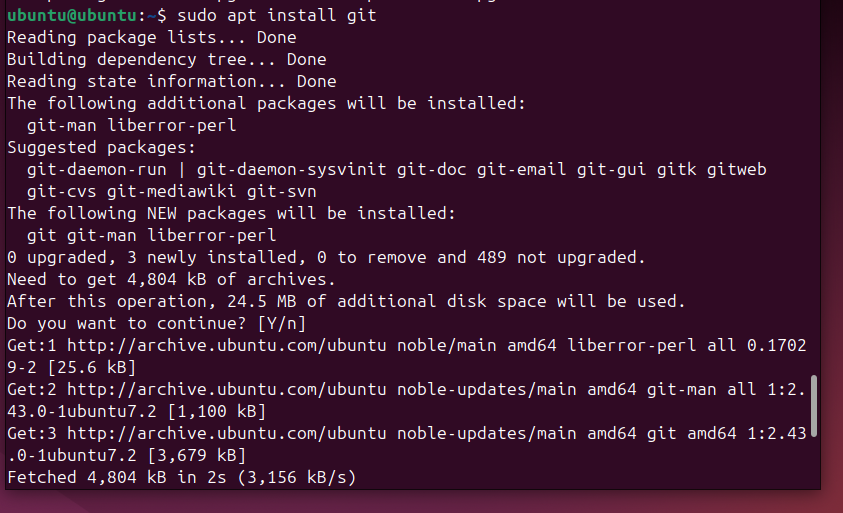 ubuntu@ubuntu:~$ sudo apt install git
Reading package lists... Done
Building dependency tree... Done
Reading state information... Done
The following additional packages will be installed:
  git-man liberror-perl
Suggested packages:
  git-daemon-run | git-daemon-sysvinit git-doc git-email git-gui gitk gitweb
  git-cvs git-mediawiki git-svn
The following NEW packages will be installed:
  git git-man liberror-perl
0 upgraded, 3 newly installed, 0 to remove and 489 not upgraded.
Need to get 4,804 kB of archives.
After this operation, 24.5 MB of additional disk space will be used.
Do you want to continue? [Y/n]
Get:1 http://archive.ubuntu.com/ubuntu noble/main amd64 liberror-perl all 0.1702
9-2 [25.6 kB]
Get:2 http://archive.ubuntu.com/ubuntu noble-updates/main amd64 git-man all 1:2.
43.0-1ubuntu7.2 [1,100 kB]
Get:3 http://archive.ubuntu.com/ubuntu noble-updates/main amd64 git amd64 1:2.43
.0-1ubuntu7.2 [3,679 kB]
Fetched 4,804 kB in 2s (3,156 kB/s)